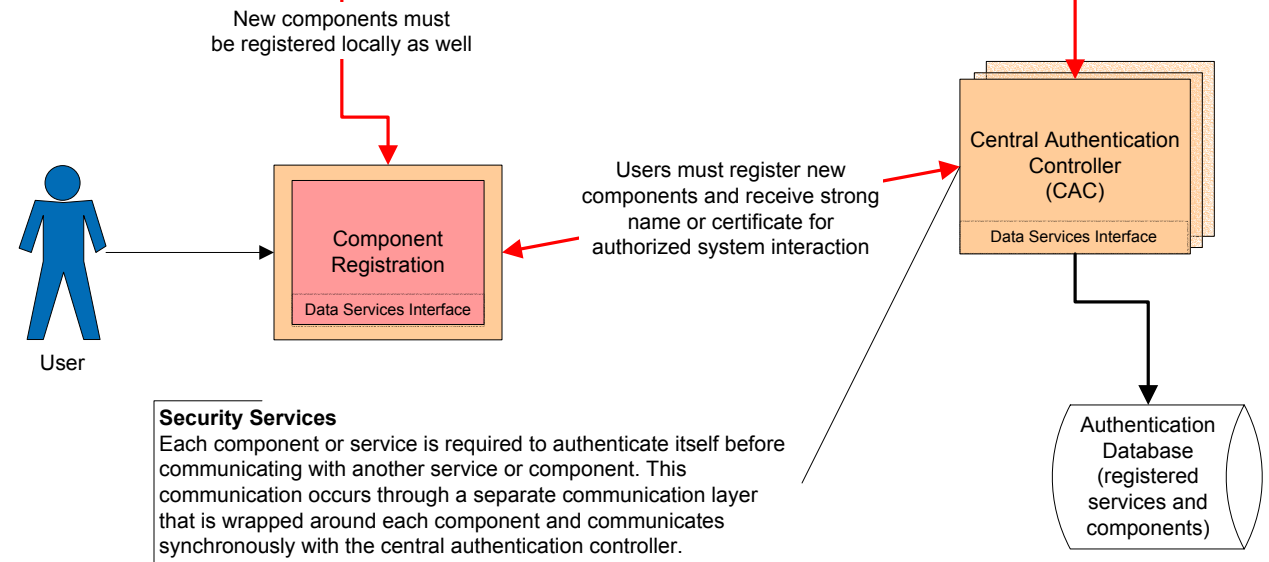 New components must
be registered locally as well
Central Authentication
Controller
(CAC)
Data Services Interface
Users must register new
components and receive strong
name or certificate for
authorized system interaction
Component
Registration
Data Services Interface
User
Security Services
Each component or service is required to authenticate itself before
communicating with another service or component. This
communication occurs through a separate communication layer
that is wrapped around each component and communicates
synchronously with the central authentication controller.
Authentication
Database
(registered
services and
components)